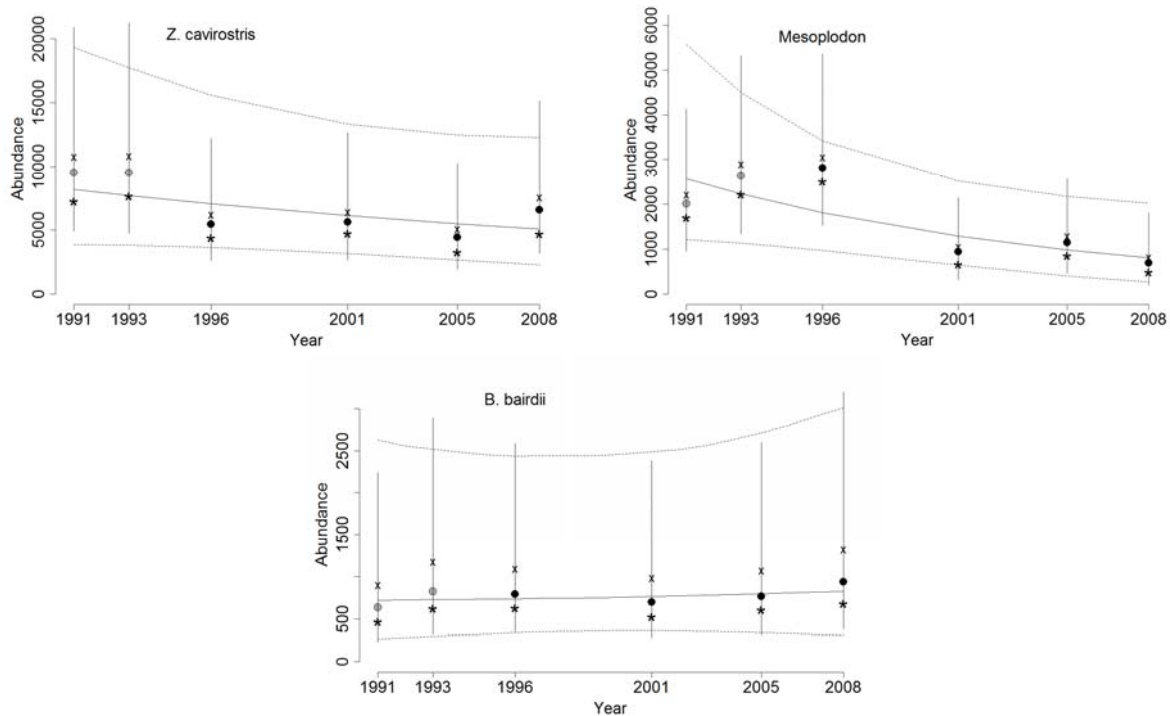 Z. cavirostris
Abundance
20000
15000
10000
5000
0
1991 1993 1996 2001 2005 2008
Year
Mesoplodon
Abundance
6000
5000
4000
3000
2000
1000
0
1991 1993 1996 2001 2005 2008
Year
B. bairdii
Abundance
2500
1500
500
0
1991 1993 1996 2001 2005 2008
Year